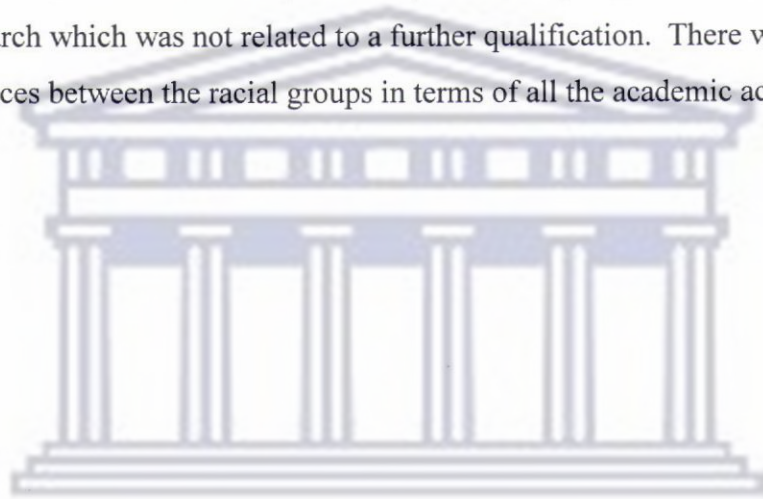 rch which was not related to a further qualification. There w
ces between the racial groups in terms of all the academic ac